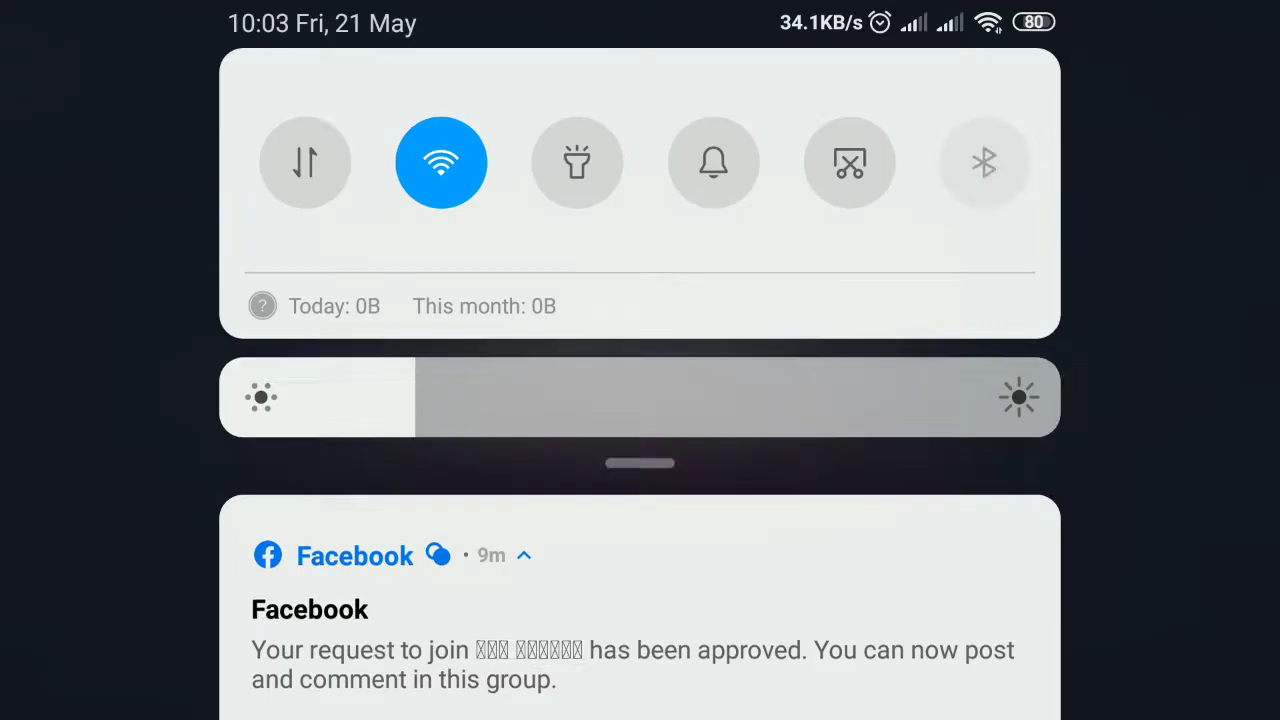 10:03 Fri, 21 May 34.1KB/s 80
Today: 0B This month: 0B
Facebook • 9m
Facebook
Your request to join has been approved. You can now post
and comment in this group.